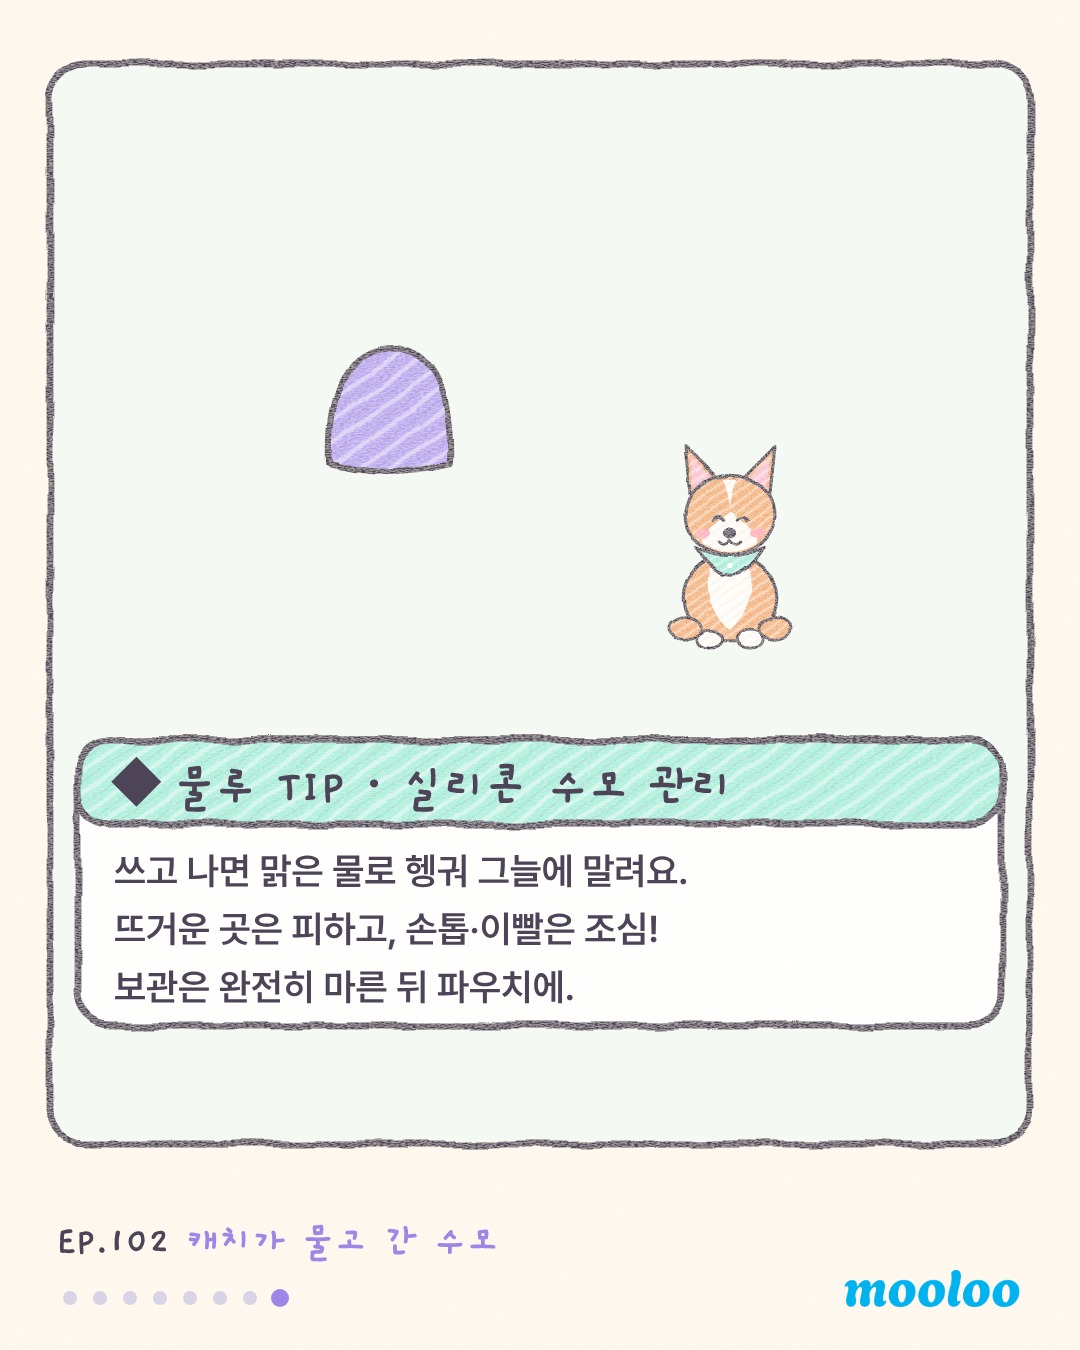 ◆ 물루 TIP · 실리콘 수모 관리
쓰고 나면 맑은 물로 헹궈 그늘에 말려요.
뜨거운 곳은 피하고, 손톱·이빨은 조심!
보관은 완전히 마른 뒤 파우치에.
EP.102 캐치가 물고 간 수모
mooloo